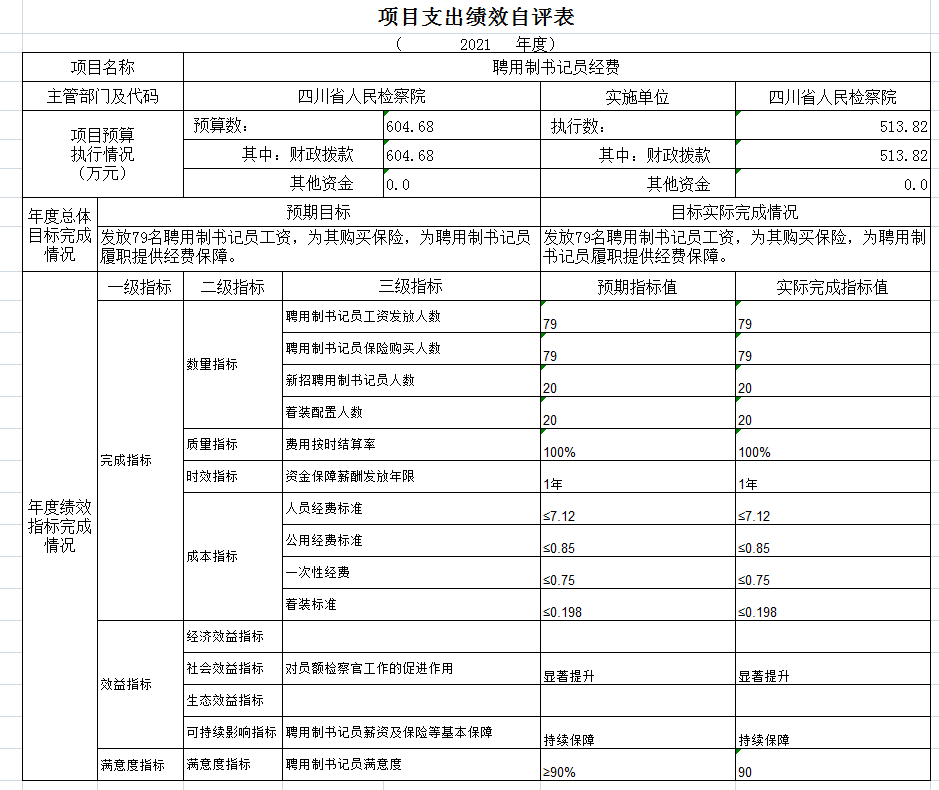 项目支出绩效自评表
（ 2021 年度）
项目名称 聘用制书记员经费
主管部门及代码 四川省人民检察院 实施单位 四川省人民检察院
项目预算
执行情况
（万元）
预算数： 604.68 执行数： 513.82
其中：财政拨款 604.68 其中：财政拨款 513.82
其他资金 0.0 其他资金 0.0
年度总体
目标完成
情况
预期目标 目标实际完成情况
发放79名聘用制书记员工资，为其购买保险，为聘用制书记员
履职提供经费保障。
发放79名聘用制书记员工资，为其购买保险，为聘用制
书记员履职提供经费保障。
年度绩效
指标完成
情况
一级指标 二级指标 三级指标 预期指标值 实际完成指标值
完成指标
数量指标
聘用制书记员工资发放人数 79 79
聘用制书记员保险购买人数 79 79
新招聘用制书记员人数 20 20
着装配置人数 20 20
质量指标 费用按时结算率 100% 100%
时效指标 资金保障薪酬发放年限 1年 1年
成本指标
人员经费标准 ≤7.12 ≤7.12
公用经费标准 ≤0.85 ≤0.85
一次性经费 ≤0.75 ≤0.75
着装标准 ≤0.198 ≤0.198
效益指标
经济效益指标
社会效益指标 对员额检察官工作的促进作用 显著提升 显著提升
生态效益指标
可持续影响指标 聘用制书记员薪资及保险等基本保障 持续保障 持续保障
满意度指标 满意度指标 聘用制书记员满意度 ≥90% 90